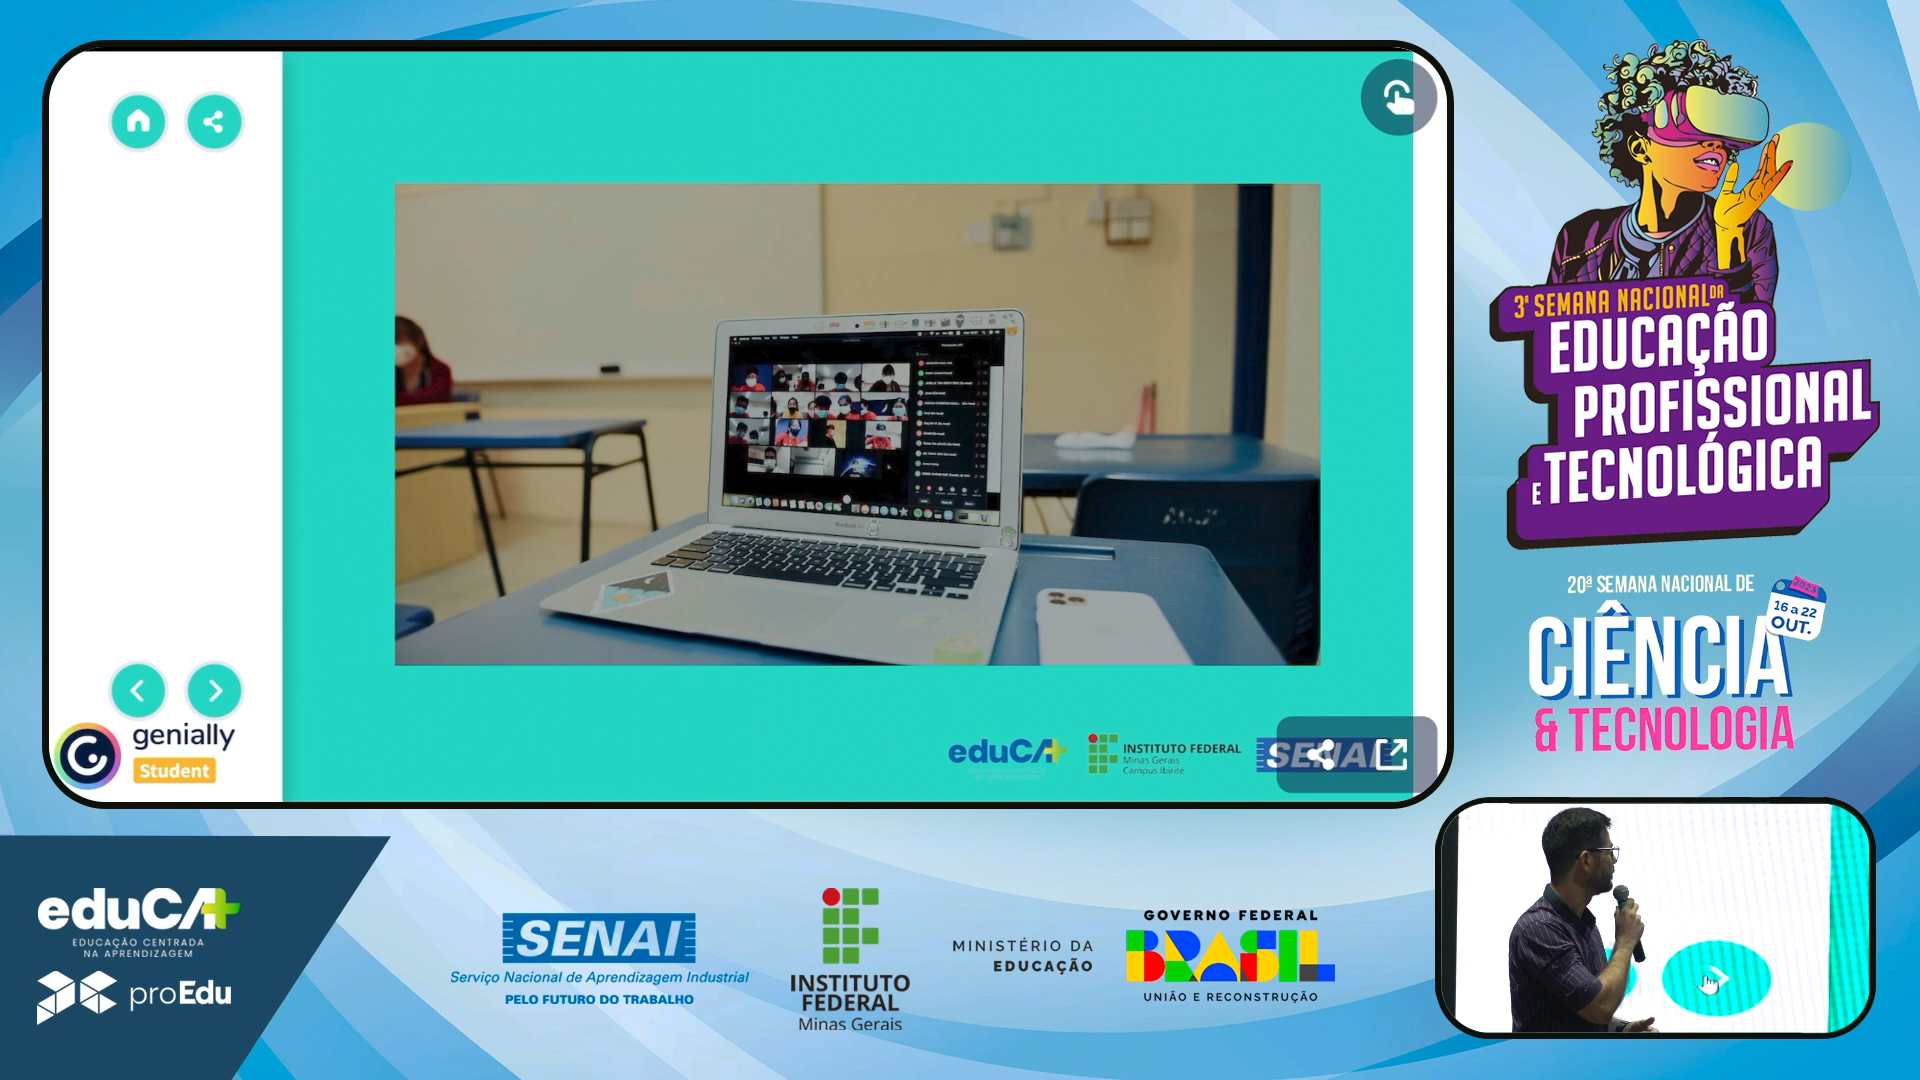 genially
Student
eduCA+
INSTITUTO FEDERAL
Minas Gerais
Campus Ibirité
SENAI
3ª SEMANA NACIONAL DA
EDUCAÇÃO
PROFISSIONAL
E TECNOLÓGICA
20ª SEMANA NACIONAL DE
CIÊNCIA
& TECNOLOGIA
2023
16 a 22
OUT.
eduCA+
EDUCAÇÃO CENTRADA
NA APRENDIZAGEM
proEdu
SENAI
Serviço Nacional de Aprendizagem Industrial
PELO FUTURO DO TRABALHO
INSTITUTO
FEDERAL
Minas Gerais
MINISTÉRIO DA
EDUCAÇÃO
GOVERNO FEDERAL
BRASIL
UNIÃO E RECONSTRUÇÃO